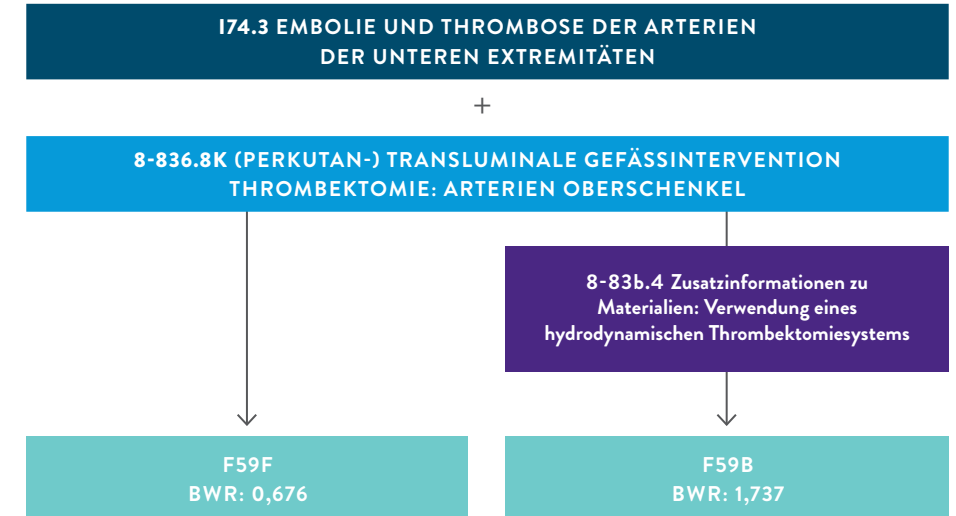 I74.3 EMBOLIE UND THROMBOSE DER ARTERIEN
DER UNTEREN EXTREMITÄTEN
+
8-836.8K (PERKUTAN-) TRANSLUMINALE GEFÄSSINTERVENTION
THROMBEKTOMIE: ARTERIEN OBERSCHENKEL
8-83b.4 Zusatzinformationen zu
Materialien: Verwendung eines
hydrodynamischen Thrombektomiesystems
F59F
BWR: 0,676
F59B
BWR: 1,737